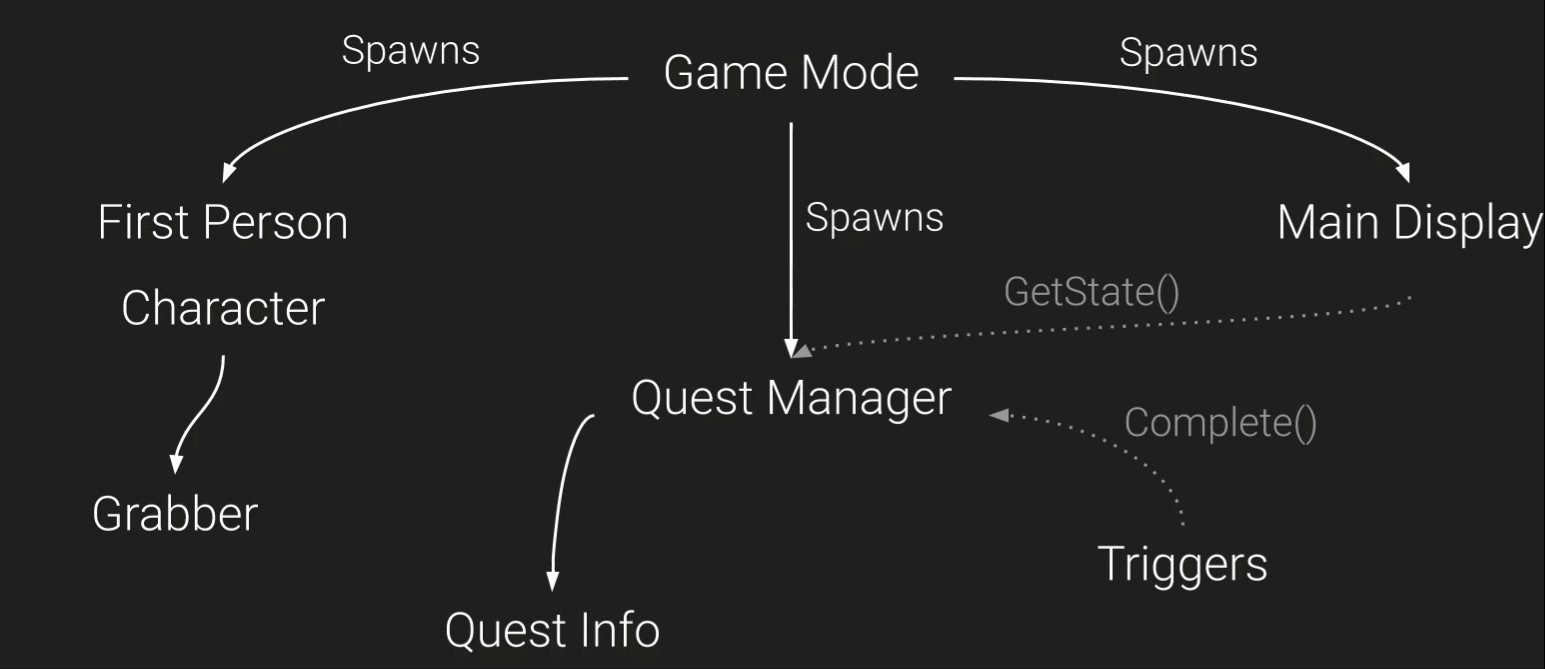 Spawns
Game Mode
Spawns
First Person
Character
Spawns
Main Display
GetState()
Quest Manager
Complete()
Grabber
Triggers
Quest Info